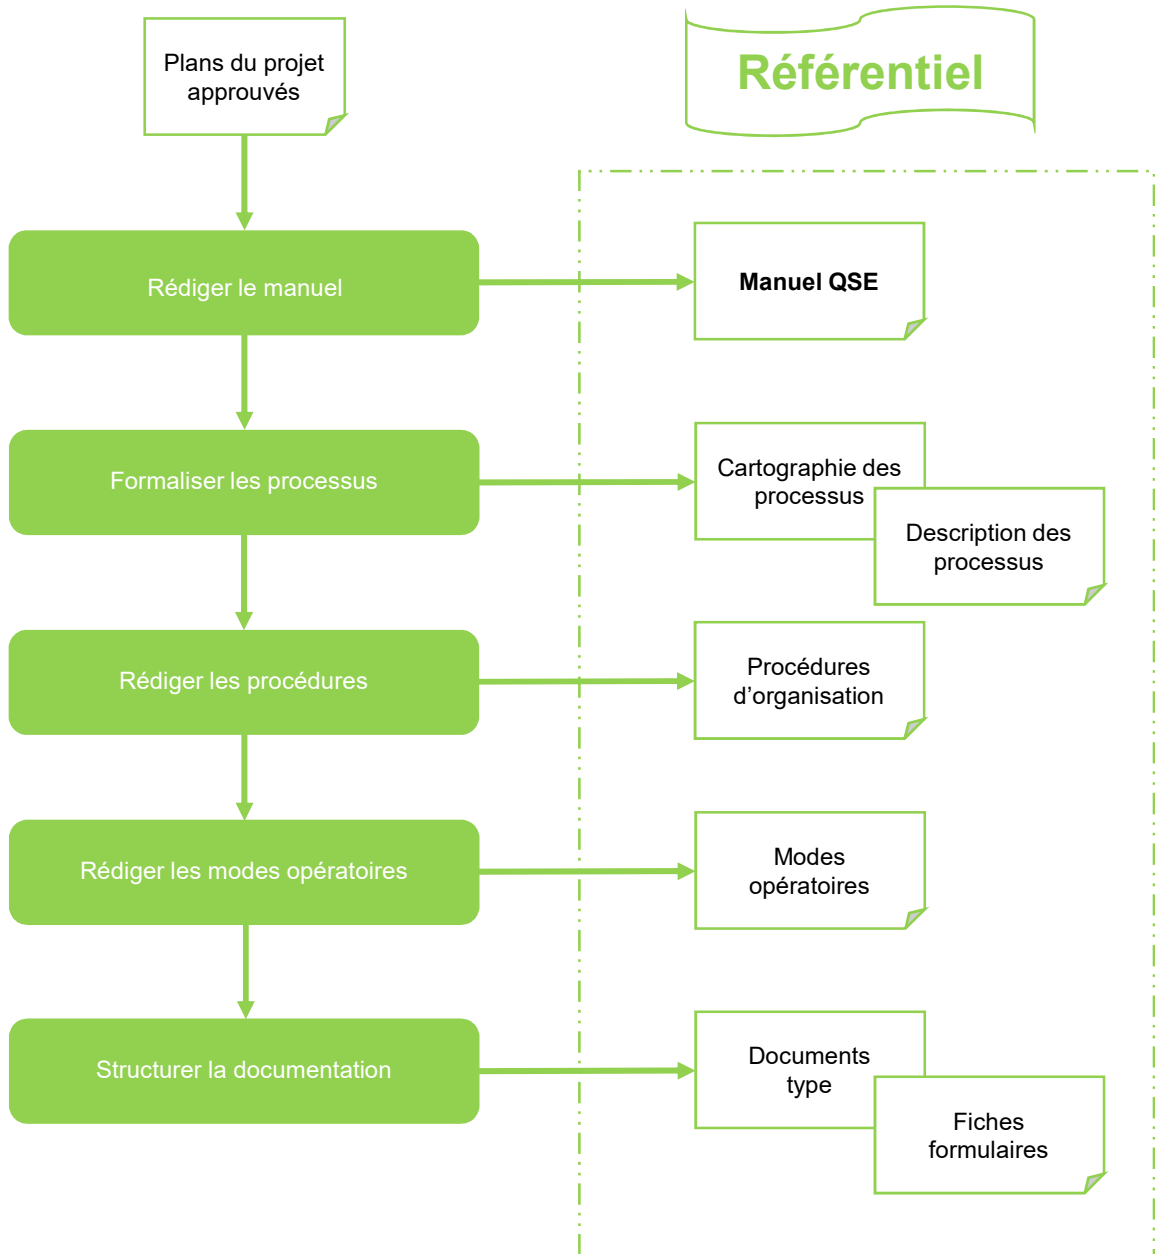 Plans du projet
approuvés
Référentiel
Rédiger le manuel
Manuel QSE
Formaliser les processus
Cartographie des
processus
Description des
processus
Rédiger les procédures
Procédures
d’organisation
Rédiger les modes opératoires
Modes
opératoires
Structurer la documentation
Documents
type
Fiches
formulaires